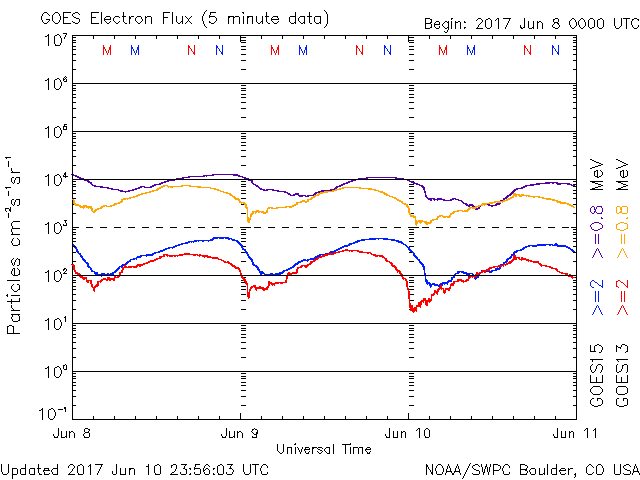 GOES Electron Flux (5 minute data)
Begin: 2017 Jun 8 0000 UTC
10⁷
M M N N M M N N M M N N
10⁶
10⁵
10⁴
10³
10²
10¹
10⁰
10⁻¹
Particles cm⁻²s⁻¹sr⁻¹
GOES15 >=2 >=0.8 MeV
GOES13 >=2 >=0.8 MeV
Jun 8 Jun 9 Jun 10 Jun 11
Universal Time
Updated 2017 Jun 10 23:56:03 UTC
NOAA/SWPC Boulder, CO USA